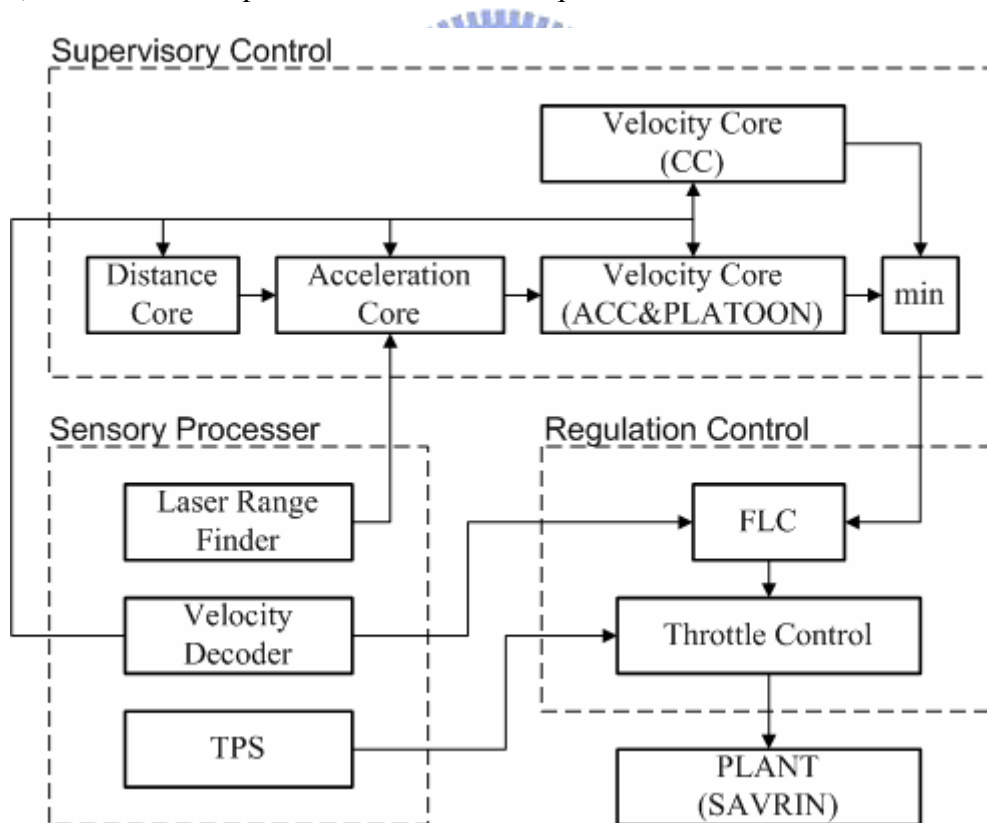 Supervisory Control
Velocity Core
(CC)
Distance
Core
Acceleration
Core
Velocity Core
(ACC&PLATOON)
min
Sensory Processer
Regulation Control
Laser Range
Finder
FLC
Velocity
Decoder
Throttle Control
TPS
PLANT
(SAVRIN)